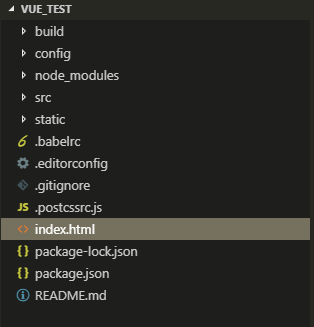 VUE_TEST
build
config
node_modules
src
static
.babelrc
.editorconfig
.gitignore
JS .postcssrc.js
<> index.html
{} package-lock.json
{} package.json
README.md